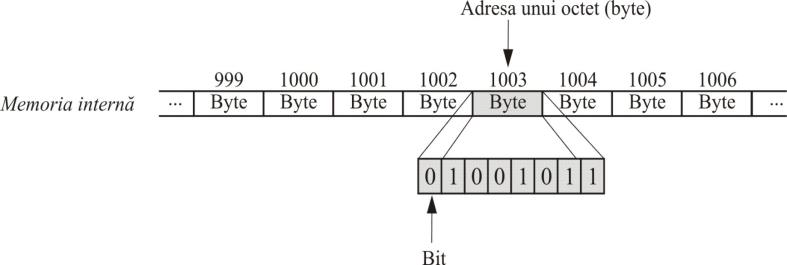 Adresa unui octet (byte)
999 1000 1001 1002 1003 1004 1005 1006
Memoria internă ... Byte Byte Byte Byte Byte Byte Byte Byte ...
0 1 0 0 1 0 1 1
Bit